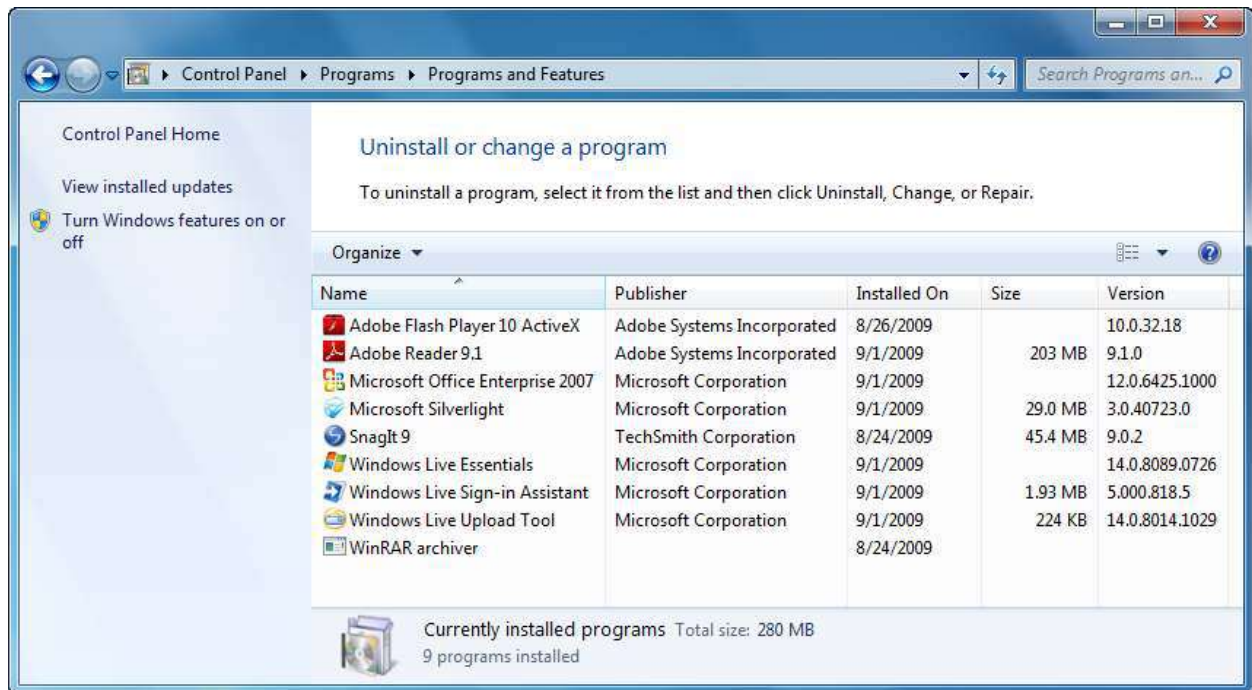 Control Panel Programs Programs and Features Search Programs an...
Control Panel Home
View installed updates
Turn Windows features on or
off
Uninstall or change a program
To uninstall a program, select it from the list and then click Uninstall, Change, or Repair.
Organize
Name Publisher Installed On Size Version
Adobe Flash Player 10 ActiveX Adobe Systems Incorporated 8/26/2009 10.0.32.18
Adobe Reader 9.1 Adobe Systems Incorporated 9/1/2009 203 MB 9.1.0
Microsoft Office Enterprise 2007 Microsoft Corporation 9/1/2009 12.0.6425.1000
Microsoft Silverlight Microsoft Corporation 9/1/2009 29.0 MB 3.0.40723.0
SnagIt 9 TechSmith Corporation 8/24/2009 45.4 MB 9.0.2
Windows Live Essentials Microsoft Corporation 9/1/2009 14.0.8089.0726
Windows Live Sign-in Assistant Microsoft Corporation 9/1/2009 1.93 MB 5.000.818.5
Windows Live Upload Tool Microsoft Corporation 9/1/2009 224 KB 14.0.8014.1029
WinRAR archiver 8/24/2009
Currently installed programs Total size: 280 MB
9 programs installed